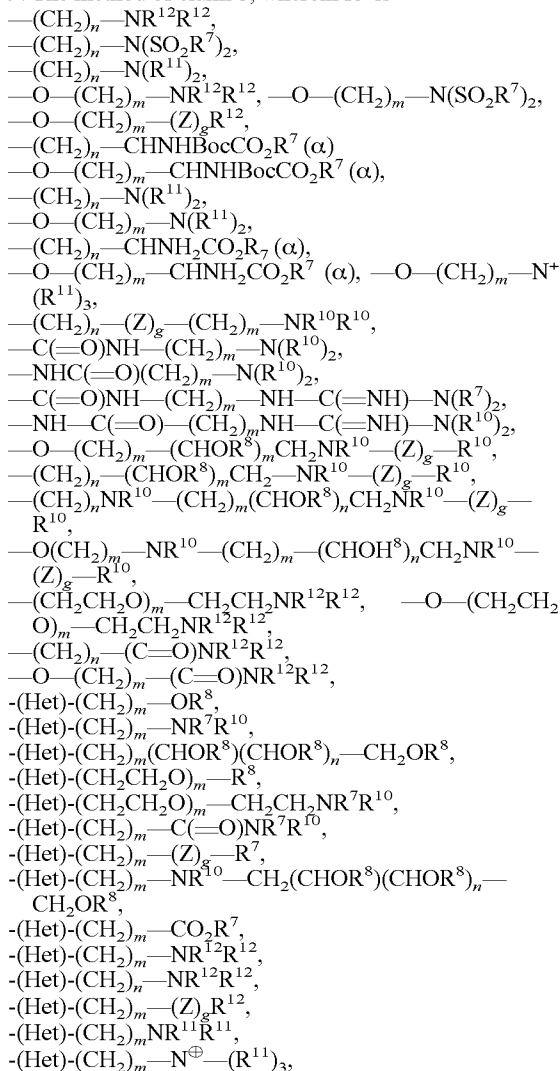 —(CH₂)ₙ—NR¹²R¹²,
—(CH₂)ₙ—N(SO₂R⁷)₂,
—(CH₂)ₙ—N(R¹¹)₂,
—O—(CH₂)ₘ—NR¹²R¹², —O—(CH₂)ₘ—N(SO₂R⁷)₂,
—O—(CH₂)ₘ—(Z)gR¹²,
—(CH₂)ₙ—CHNHBocCO₂R⁷ (α)
—O—(CH₂)ₘ—CHNHBocCO₂R⁷ (α),
—(CH₂)ₙ—N(R¹¹)₂,
—O—(CH₂)ₘ—N(R¹¹)₂,
—(CH₂)ₙ—CHNH₂CO₂R₇ (α),
—O—(CH₂)ₘ—CHNH₂CO₂R⁷ (α), —O—(CH₂)ₘ—N⁺
(R¹¹)₃,
—(CH₂)ₙ—(Z)g—(CH₂)ₘ—NR¹⁰R¹⁰,
—C(═O)NH—(CH₂)ₘ—N(R¹⁰)₂,
—NHC(═O)(CH₂)ₘ—N(R¹⁰)₂,
—C(═O)NH—(CH₂)ₘ—NH—C(═NH)—N(R⁷)₂,
—NH—C(═O)—(CH₂)ₘNH—C(═NH)—N(R¹⁰)₂,
—O—(CH₂)ₘ—(CHOR⁸)ₘCH₂NR¹⁰—(Z)g—R¹⁰,
—(CH₂)ₙ—(CHOR⁸)ₘCH₂—NR¹⁰—(Z)g—R¹⁰,
—(CH₂)ₙNR¹⁰—(CH₂)ₘ(CHOR⁸)ₙCH₂NR¹⁰—(Z)g—
R¹⁰,
—O(CH₂)ₘ—NR¹⁰—(CH₂)ₘ—(CHOH⁸)ₙCH₂NR¹⁰—
(Z)g—R¹⁰,
—(CH₂CH₂O)ₘ—CH₂CH₂NR¹²R¹², —O—(CH₂CH₂
O)ₘ—CH₂CH₂NR¹²R¹²,
—(CH₂)ₙ—(C═O)NR¹²R¹²,
—O—(CH₂)ₘ—(C═O)NR¹²R¹²,
-(Het)-(CH₂)ₘ—OR⁸,
-(Het)-(CH₂)ₘ—NR⁷R¹⁰,
-(Het)-(CH₂)ₘ(CHOR⁸)(CHOR⁸)ₙ—CH₂OR⁸,
-(Het)-(CH₂CH₂O)ₘ—R⁸,
-(Het)-(CH₂CH₂O)ₘ—CH₂CH₂NR⁷R¹⁰,
-(Het)-(CH₂)ₘ—C(═O)NR⁷R¹⁰,
-(Het)-(CH₂)ₘ—(Z)g—R⁷,
-(Het)-(CH₂)ₘ—NR¹⁰—CH₂(CHOR⁸)(CHOR⁸)ₙ—
CH₂OR⁸,
-(Het)-(CH₂)ₘ—CO₂R⁷,
-(Het)-(CH₂)ₘ—NR¹²R¹²,
-(Het)-(CH₂)ₙ—NR¹²R¹²,
-(Het)-(CH₂)ₘ—(Z)gR¹²,
-(Het)-(CH₂)ₘNR¹¹R¹¹,
-(Het)-(CH₂)ₘ—N⊕—(R¹¹)₃,